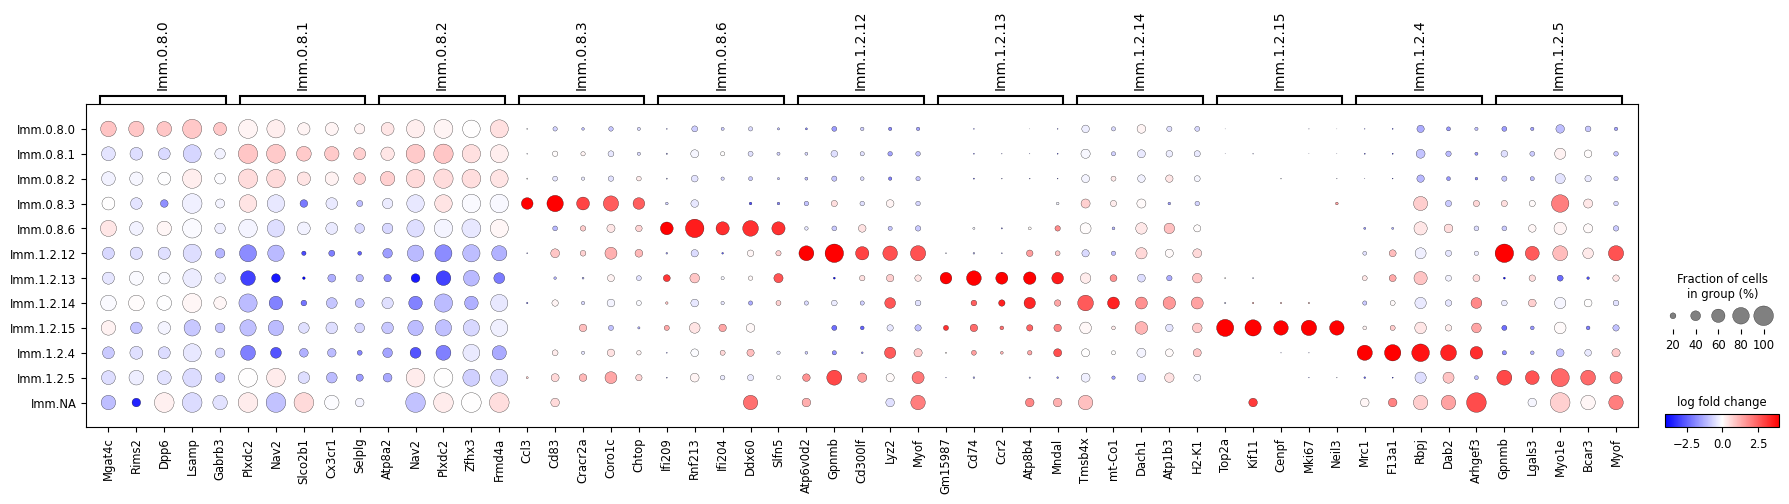 Imm.0.8.0 Imm.0.8.1 Imm.0.8.2 Imm.0.8.3 Imm.0.8.6 Imm.1.2.12 Imm.1.2.13 Imm.1.2.14 Imm.1.2.15 Imm.1.2.4 Imm.1.2.5
Imm.0.8.0
Imm.0.8.1
Imm.0.8.2
Imm.0.8.3
Imm.0.8.6
Imm.1.2.12
Imm.1.2.13
Imm.1.2.14
Imm.1.2.15
Imm.1.2.4
Imm.1.2.5
Imm.NA
Mgat4c Rims2 Dpp6 Lsamp Gabrb3 Plxdc2 Nav2 Slco2b1 Cx3cr1 Selplg Atp8a2 Nav2 Plxdc2 Zfhx3 Frmd4a Ccl3 Cd83 Cracr2a Coro1c Chtop Ifi209 Rnf213 Ifi204 Ddx60 Slfn5 Atp6v0d2 Gpnmb Cd300lf Lyz2 Myof Gm15987 Cd74 Ccr2 Atp8b4 Mndal Tmsb4x mt-Co1 Dach1 Atp1b3 H2-K1 Top2a Kif11 Cenpf Mki67 Neil3 Mrc1 F13a1 Rbpj Dab2 Arhgef3 Gpnmb Lgals3 Myo1e Bcar3 Myof
Fraction of cells
in group (%)
20 40 60 80 100
log fold change
−2.5 0.0 2.5